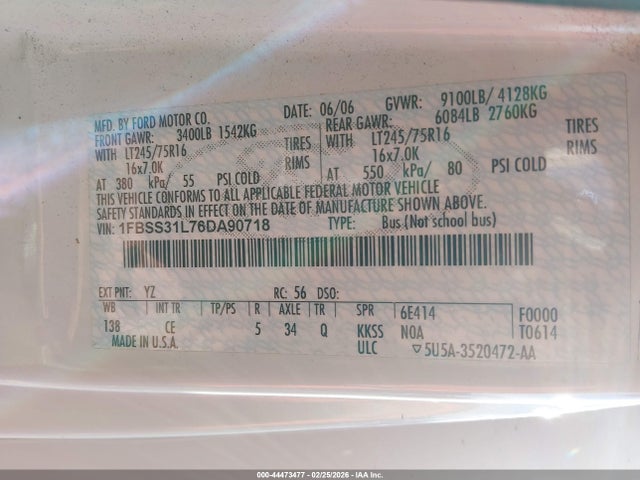 MFD. BY FORD MOTOR CO. DATE: 06/06 GVWR: 9100LB/ 4128KG
FRONT GAWR: 3400LB 1542KG REAR GAWR: 6084LB 2760KG
WITH LT245/75R16 TIRES WITH LT245/75R16 TIRES
16x7.0K RIMS 16x7.0K RIMS
AT 380 kPa/ 55 PSI COLD AT 550 kPa/ 80 PSI COLD
THIS VEHICLE CONFORMS TO ALL APPLICABLE FEDERAL MOTOR VEHICLE
SAFETY STANDARDS IN EFFECT ON THE DATE OF MANUFACTURE SHOWN ABOVE.
VIN: 1FBSS31L76DA90718 TYPE: Bus (Not school bus)
EXT PNT: YZ RC: 56 DSO:
WB INT TR TP/PS R AXLE TR SPR 6E414 F0000
138 CE 5 34 Q KKSS NOA T0614
MADE IN U.S.A. ULC ▽5U5A-3520472-AA
000-44473477 - 02/25/2026 - IAA Inc.